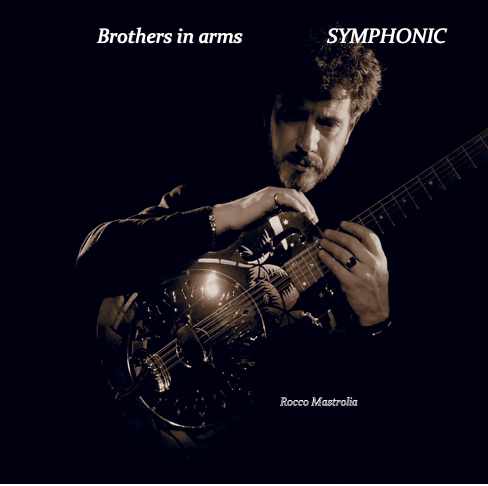 Brothers in arms SYMPHONIC
Rocco Mastrolia